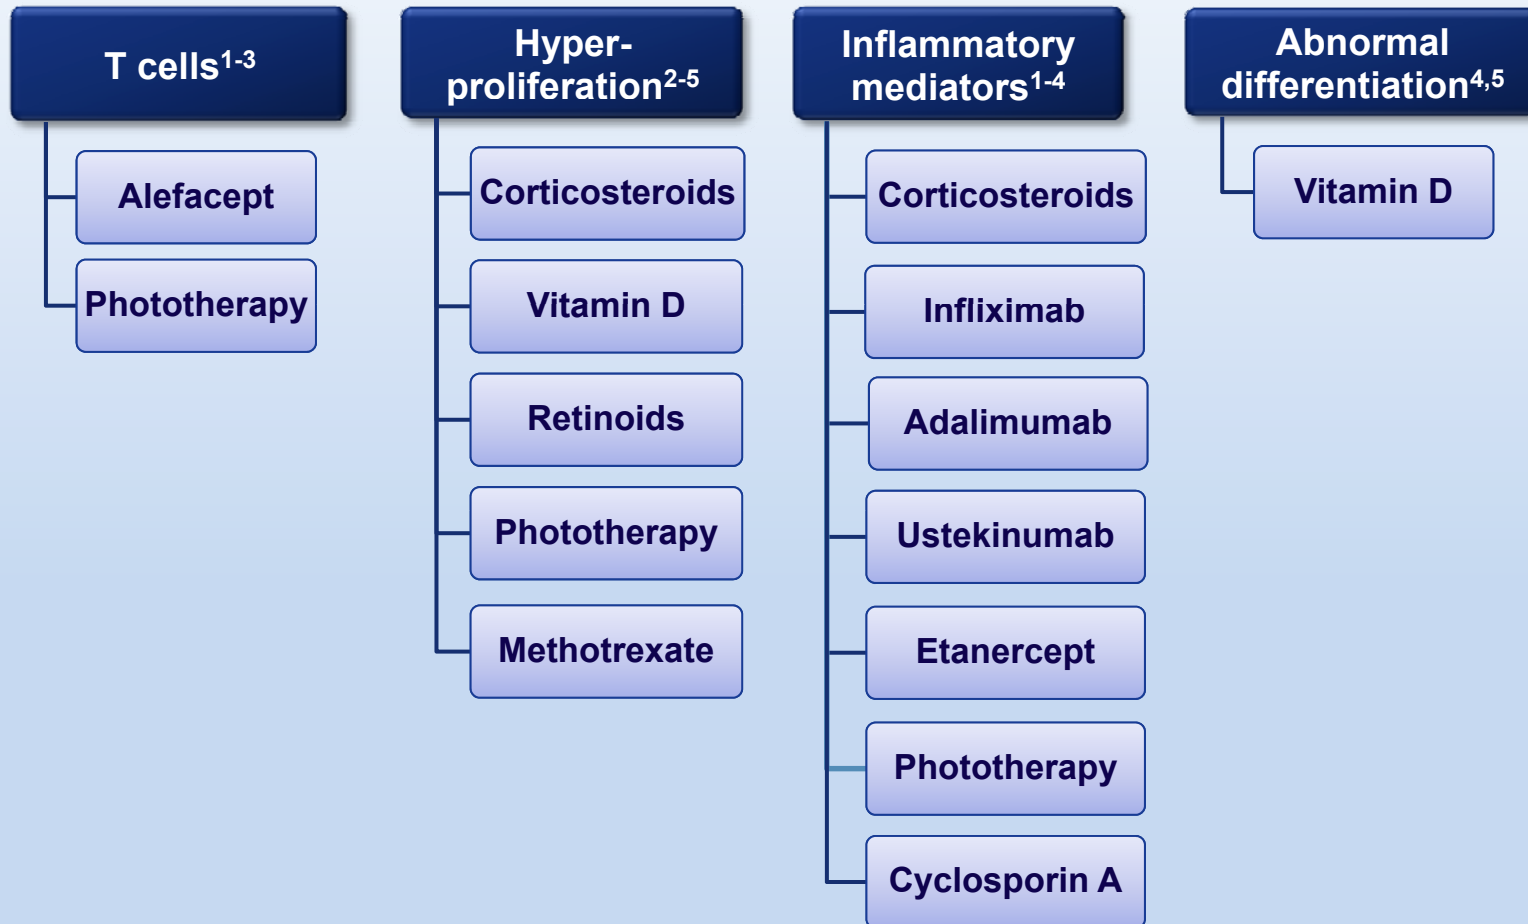 T cells1-3
Alefacept
Phototherapy
Hyper-
proliferation2-5
Corticosteroids
Vitamin D
Retinoids
Phototherapy
Methotrexate
Inflammatory
mediators1-4
Corticosteroids
Infliximab
Adalimumab
Ustekinumab
Etanercept
Phototherapy
Cyclosporin A
Abnormal
differentiation4,5
Vitamin D